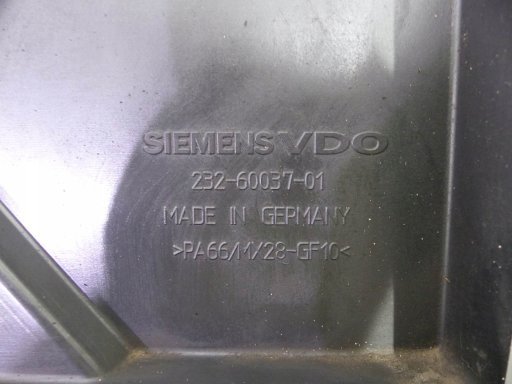 SIEMENS VDO
232-60037-01
MADE IN GERMANY
>PA66/MX28-GF10<